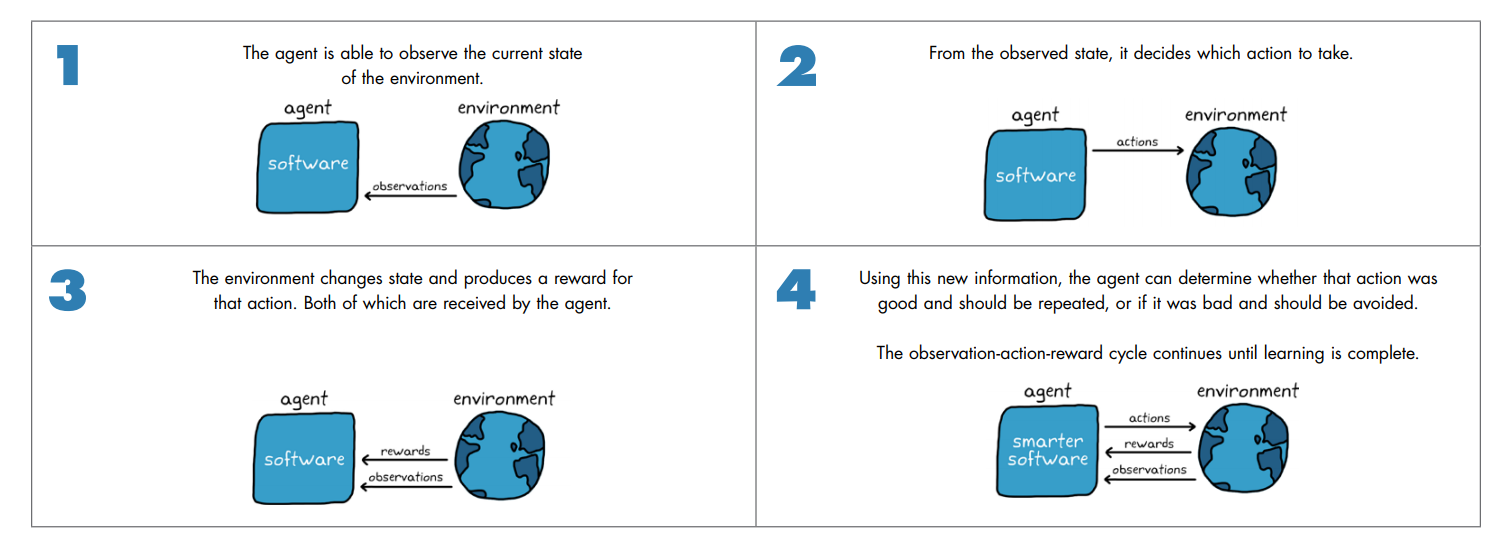 1
The agent is able to observe the current state
of the environment.
agent
environment
software
observations
2
From the observed state, it decides which action to take.
agent
environment
actions
software
3
The environment changes state and produces a reward for
that action. Both of which are received by the agent.
agent
environment
software
rewards
observations
4
Using this new information, the agent can determine whether that action was
good and should be repeated, or if it was bad and should be avoided.
The observation-action-reward cycle continues until learning is complete.
agent
environment
actions
smarter
software
rewards
observations